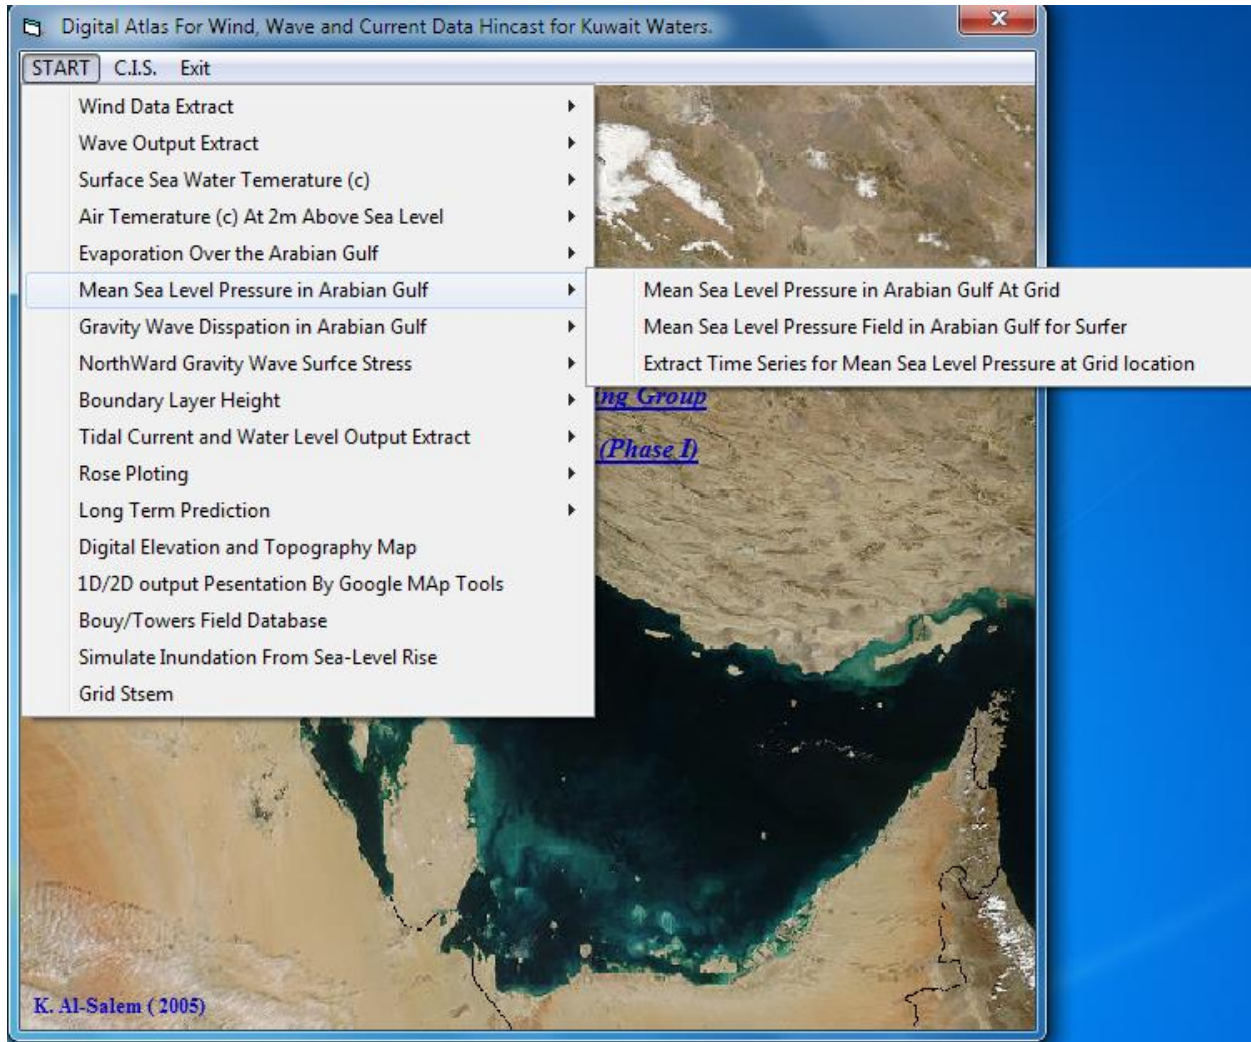 Digital Atlas For Wind, Wave and Current Data Hincast for Kuwait Waters.
START C.I.S. Exit
Wind Data Extract
Wave Output Extract
Surface Sea Water Temerature (c)
Air Temerature (c) At 2m Above Sea Level
Evaporation Over the Arabian Gulf
Mean Sea Level Pressure in Arabian Gulf
Gravity Wave Disspation in Arabian Gulf
NorthWard Gravity Wave Surfce Stress
Boundary Layer Height
Tidal Current and Water Level Output Extract
Rose Ploting
Long Term Prediction
Digital Elevation and Topography Map
1D/2D output Pesentation By Google MAp Tools
Bouy/Towers Field Database
Simulate Inundation From Sea-Level Rise
Grid Stsem
Mean Sea Level Pressure in Arabian Gulf At Grid
Mean Sea Level Pressure Field in Arabian Gulf for Surfer
Extract Time Series for Mean Sea Level Pressure at Grid location
ing Group
(Phase I)
K. Al-Salem ( 2005)